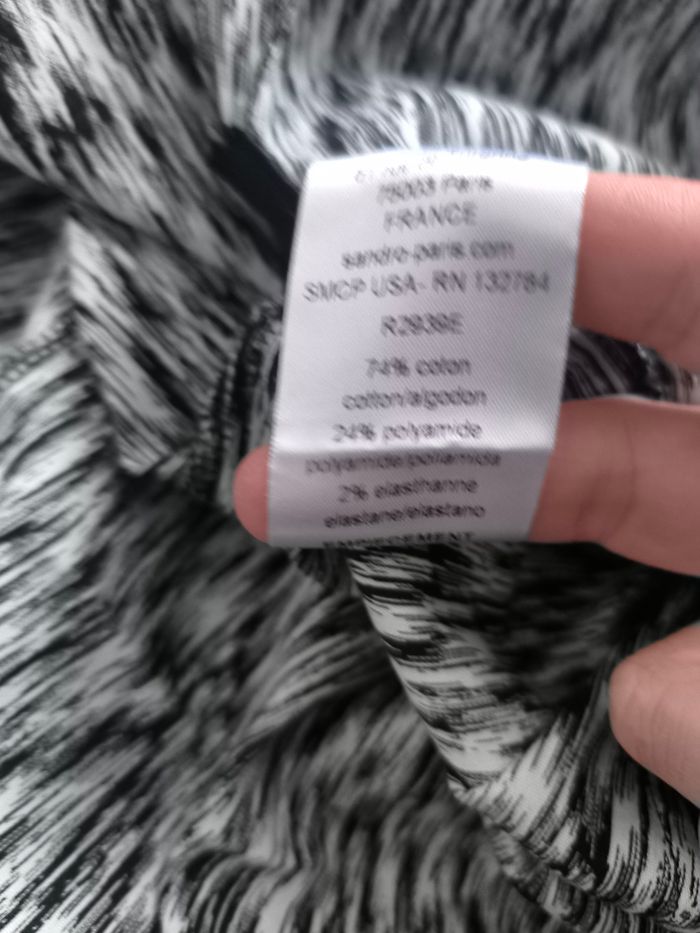 75003 Paris
FRANCE
sandro-paris.com
SMCP USA- RN 132784
R2939E
74% coton
cotton/algodon
24% polyamide
polyamide/poliamida
2% elasthanne
elastane/elastano
EMPIECEMENT